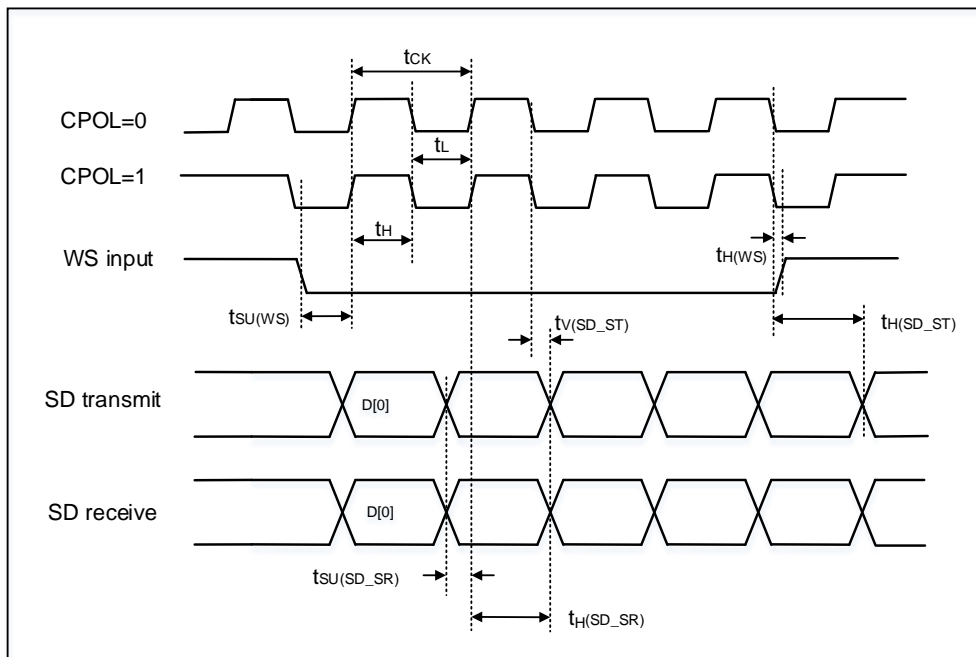 tCK
CPOL=0
tL
CPOL=1
tH
tH(WS)
WS input
tSU(WS)
tV(SD_ST)
tH(SD_ST)
SD transmit
D[0]
SD receive
D[0]
tSU(SD_SR)
tH(SD_SR)